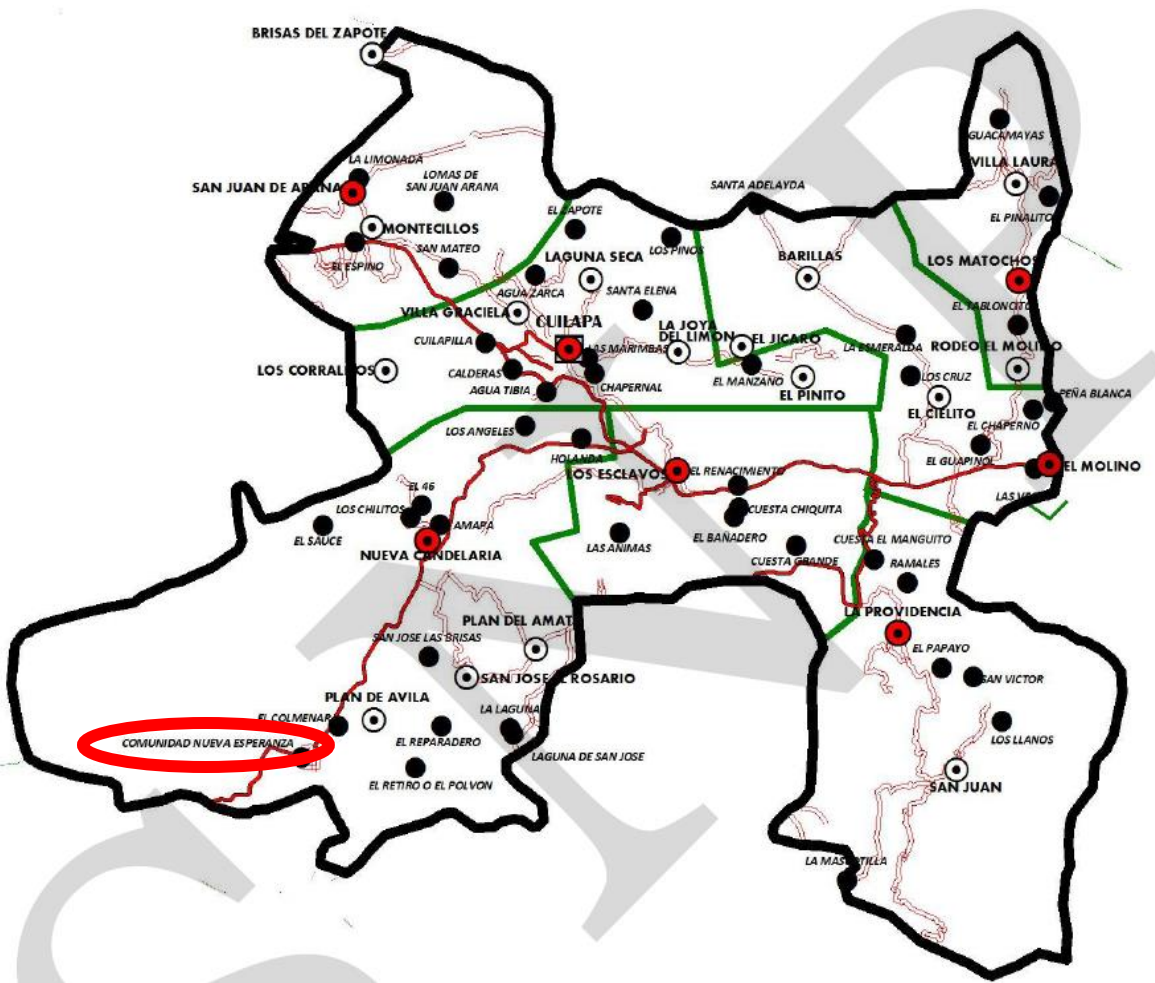 BRISAS DEL ZAPOTE
GUACAMAYAS
VILLA LAURA
LA LIMONADA
LOMAS DE
SAN JUAN ARANA
SAN JUAN DE ARANA
SANTA ADELAYDA
EL PINALITO
EL ZAPOTE
MONTECILLOS
SAN MATEO
LOS PINOS
EL ESPINO
LAGUNA SECA
BARILLAS
LOS MATOCHOS
AGUA ZARCA
SANTA ELENA
EL TABLONCITO
VILLA GRACIELA
CUILAPA
LA JOYA
DEL LIMON
EL JICARO
CUILAPILLA
LAS MARIMBAS
LA ESMERALDA
RODEO EL MOLINO
LOS CORRALITOS
CALDERAS
CHAPERNAL
EL MANZANO
LOS CRUZ
AGUA TIBIA
EL PINITO
PEÑA BLANCA
EL CIELITO
EL CHAPERNO
LOS ANGELES
HOLANDA
EL GUAPINOL
LOS ESCLAVOS
EL RENACIMIENTO
EL MOLINO
EL 46
LAS
LOS CHILITOS
CUESTA CHIQUITA
AMAPA
EL SAUCE
EL BAÑADERO
LAS ANIMAS
CUESTA EL MANGUITO
NUEVA CANDELARIA
CUESTA GRANDE
RAMALES
LA PROVIDENCIA
PLAN DEL AMATE
SAN JOSE LAS BRISAS
EL PAPAYO
SAN JOSE EL ROSARIO
SAN VICTOR
PLAN DE AVILA
LA LAGUNA
EL COLMENAR
LOS LLANOS
COMUNIDAD NUEVA ESPERANZA
EL REPARADERO
LAGUNA DE SAN JOSE
EL RETIRO O EL POLVON
SAN JUAN
LA